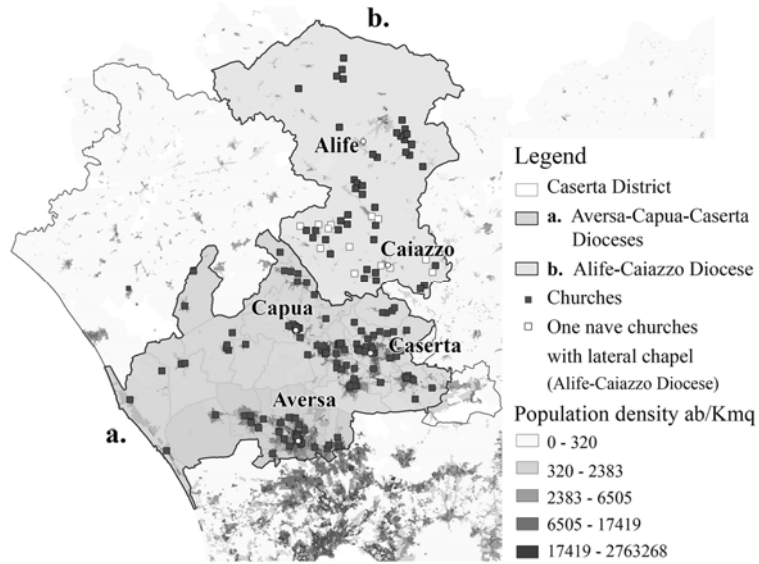 b.
Alife
Caiazzo
Capua
Caserta
Aversa
a.
Legend
Caserta District
a. Aversa-Capua-Caserta
Dioceses
b. Alife-Caiazzo Diocese
Churches
One nave churches
with lateral chapel
(Alife-Caiazzo Diocese)
Population density ab/Kmq
0 - 320
320 - 2383
2383 - 6505
6505 - 17419
17419 - 2763268